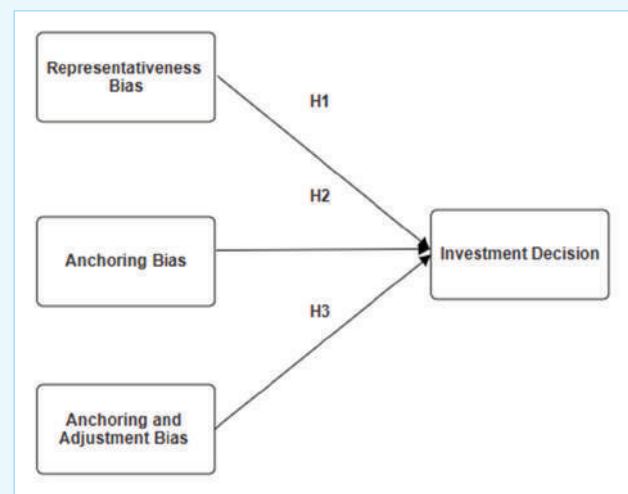 Representativeness
Bias
H1
H2
Anchoring Bias
Investment Decision
H3
Anchoring and
Adjustment Bias